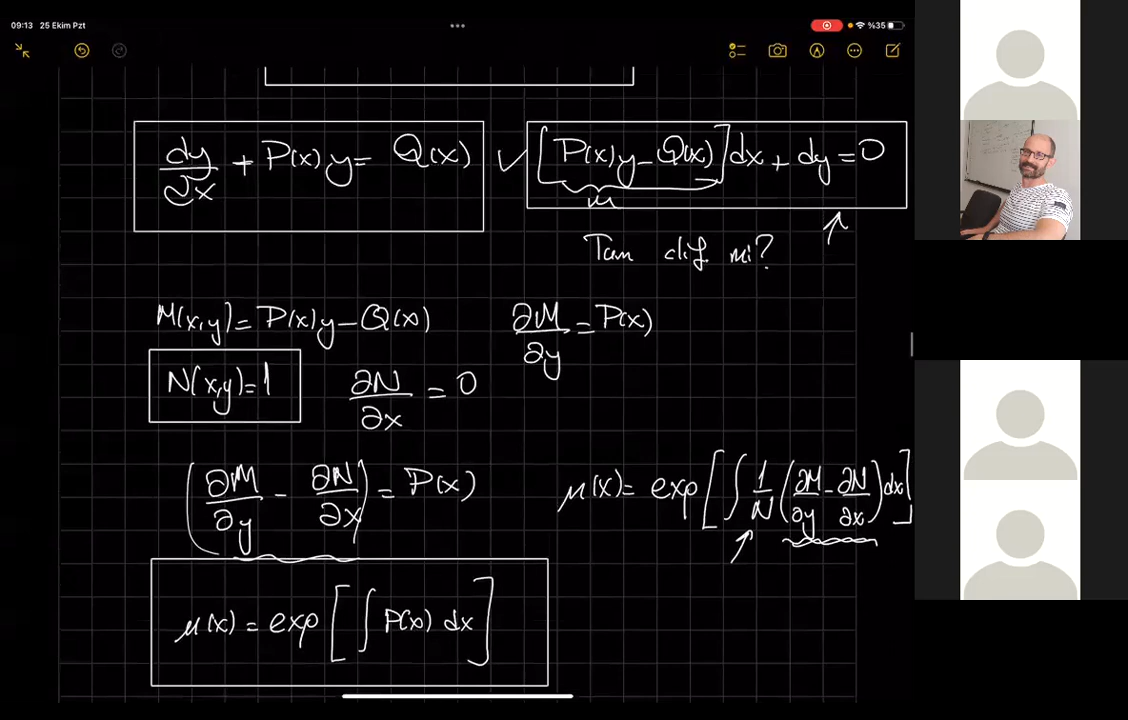 09:13 25 Ekim Pzt %35
dy/dx + P(x)y = Q(x) ✓ [P(x)y - Q(x)]dx + dy = 0
M
Tam dif. mi?
M(x,y) = P(x)y - Q(x) ∂M/∂y = P(x)
N(x,y) = 1 ∂N/∂x = 0
(∂M/∂y - ∂N/∂x) = P(x) μ(x) = exp[∫ 1/N (∂M/∂y - ∂N/∂x) dx]
μ(x) = exp[∫ P(x) dx]